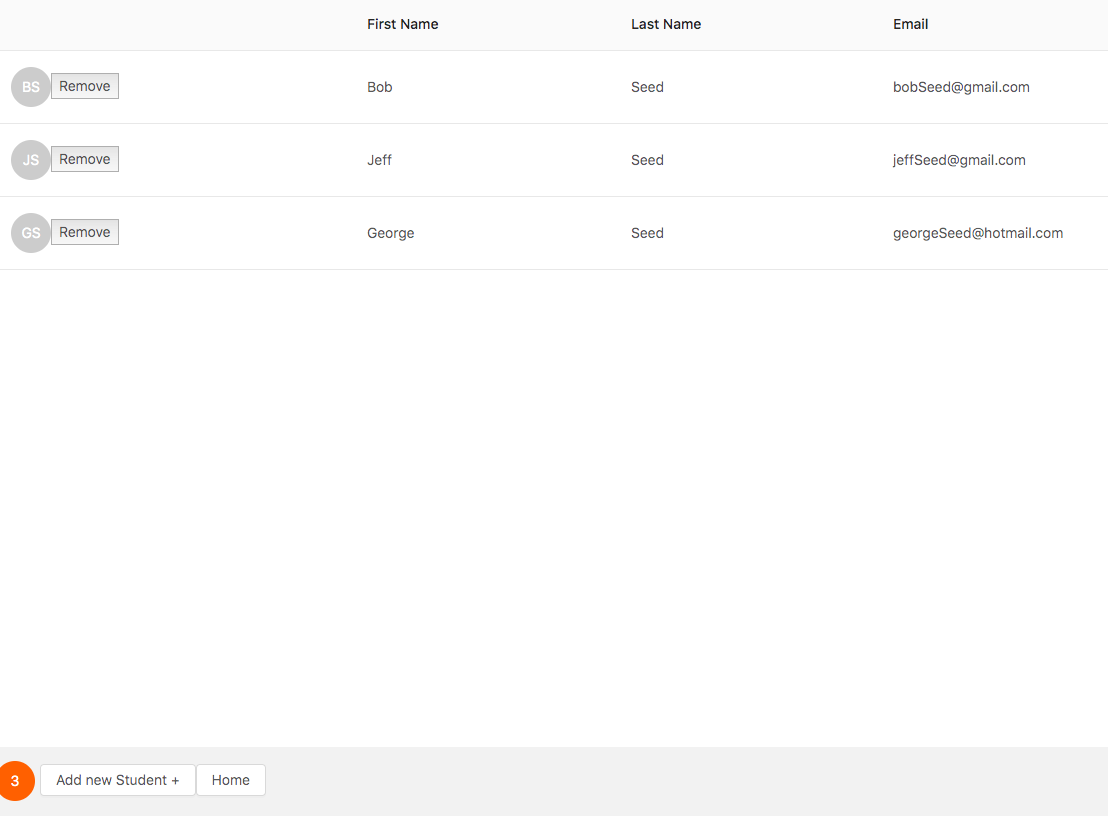 First Name Last Name Email
BS Remove Bob Seed bobSeed@gmail.com
JS Remove Jeff Seed jeffSeed@gmail.com
GS Remove George Seed georgeSeed@hotmail.com
3 Add new Student + Home